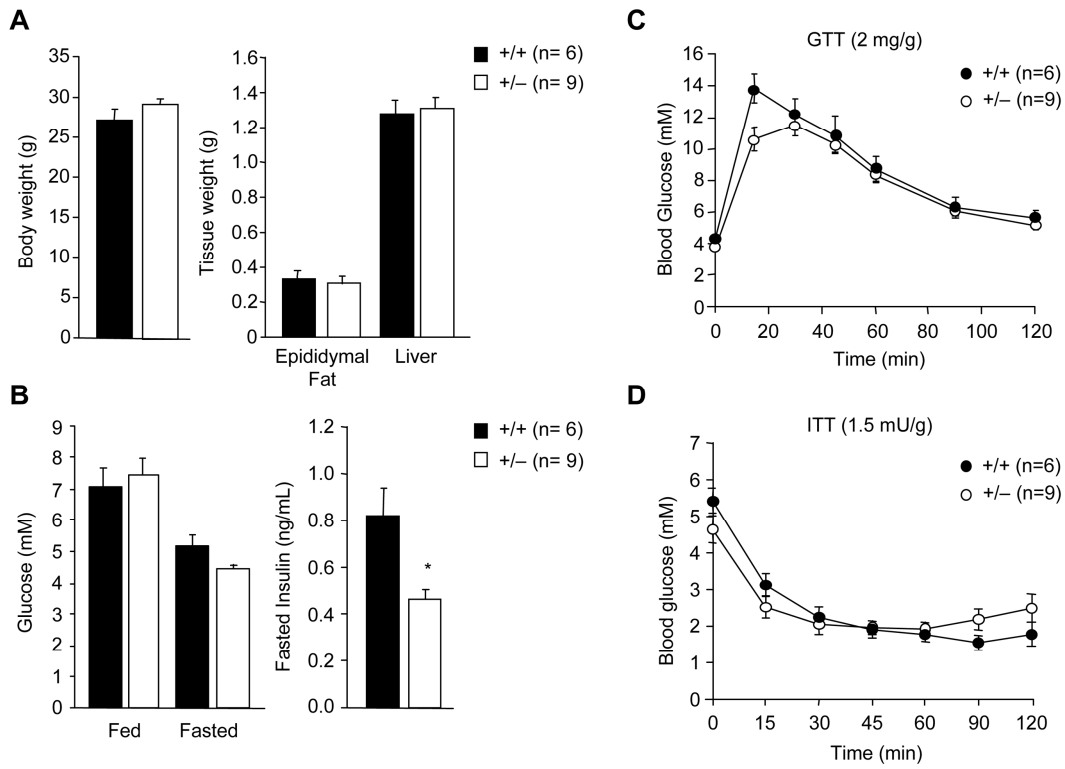 A
Body weight (g)
35
30
25
30
15
10
5
0
Tissue weight (g)
1.6
1.4
1.2
1.0
0.8
0.6
0.4
0.2
0
Epididymal
Fat
Liver
+/+ (n= 6)
+/– (n= 9)
B
Glucose (mM)
9
8
7
6
5
4
3
2
1
0
Fed
Fasted
Fasted Insulin (ng/mL)
1.2
1.0
0.8
0.6
0.4
0.2
0.0
*
+/+ (n= 6)
+/– (n= 9)
C
GTT (2 mg/g)
Blood Glucose (mM)
16
14
12
10
8
6
4
2
0
0 20 40 60 80 100 120
Time (min)
+/+ (n=6)
+/– (n=9)
D
ITT (1.5 mU/g)
Blood glucose (mM)
7
6
5
4
3
2
1
0
0 15 30 45 60 90 120
Time (min)
+/+ (n=6)
+/– (n=9)